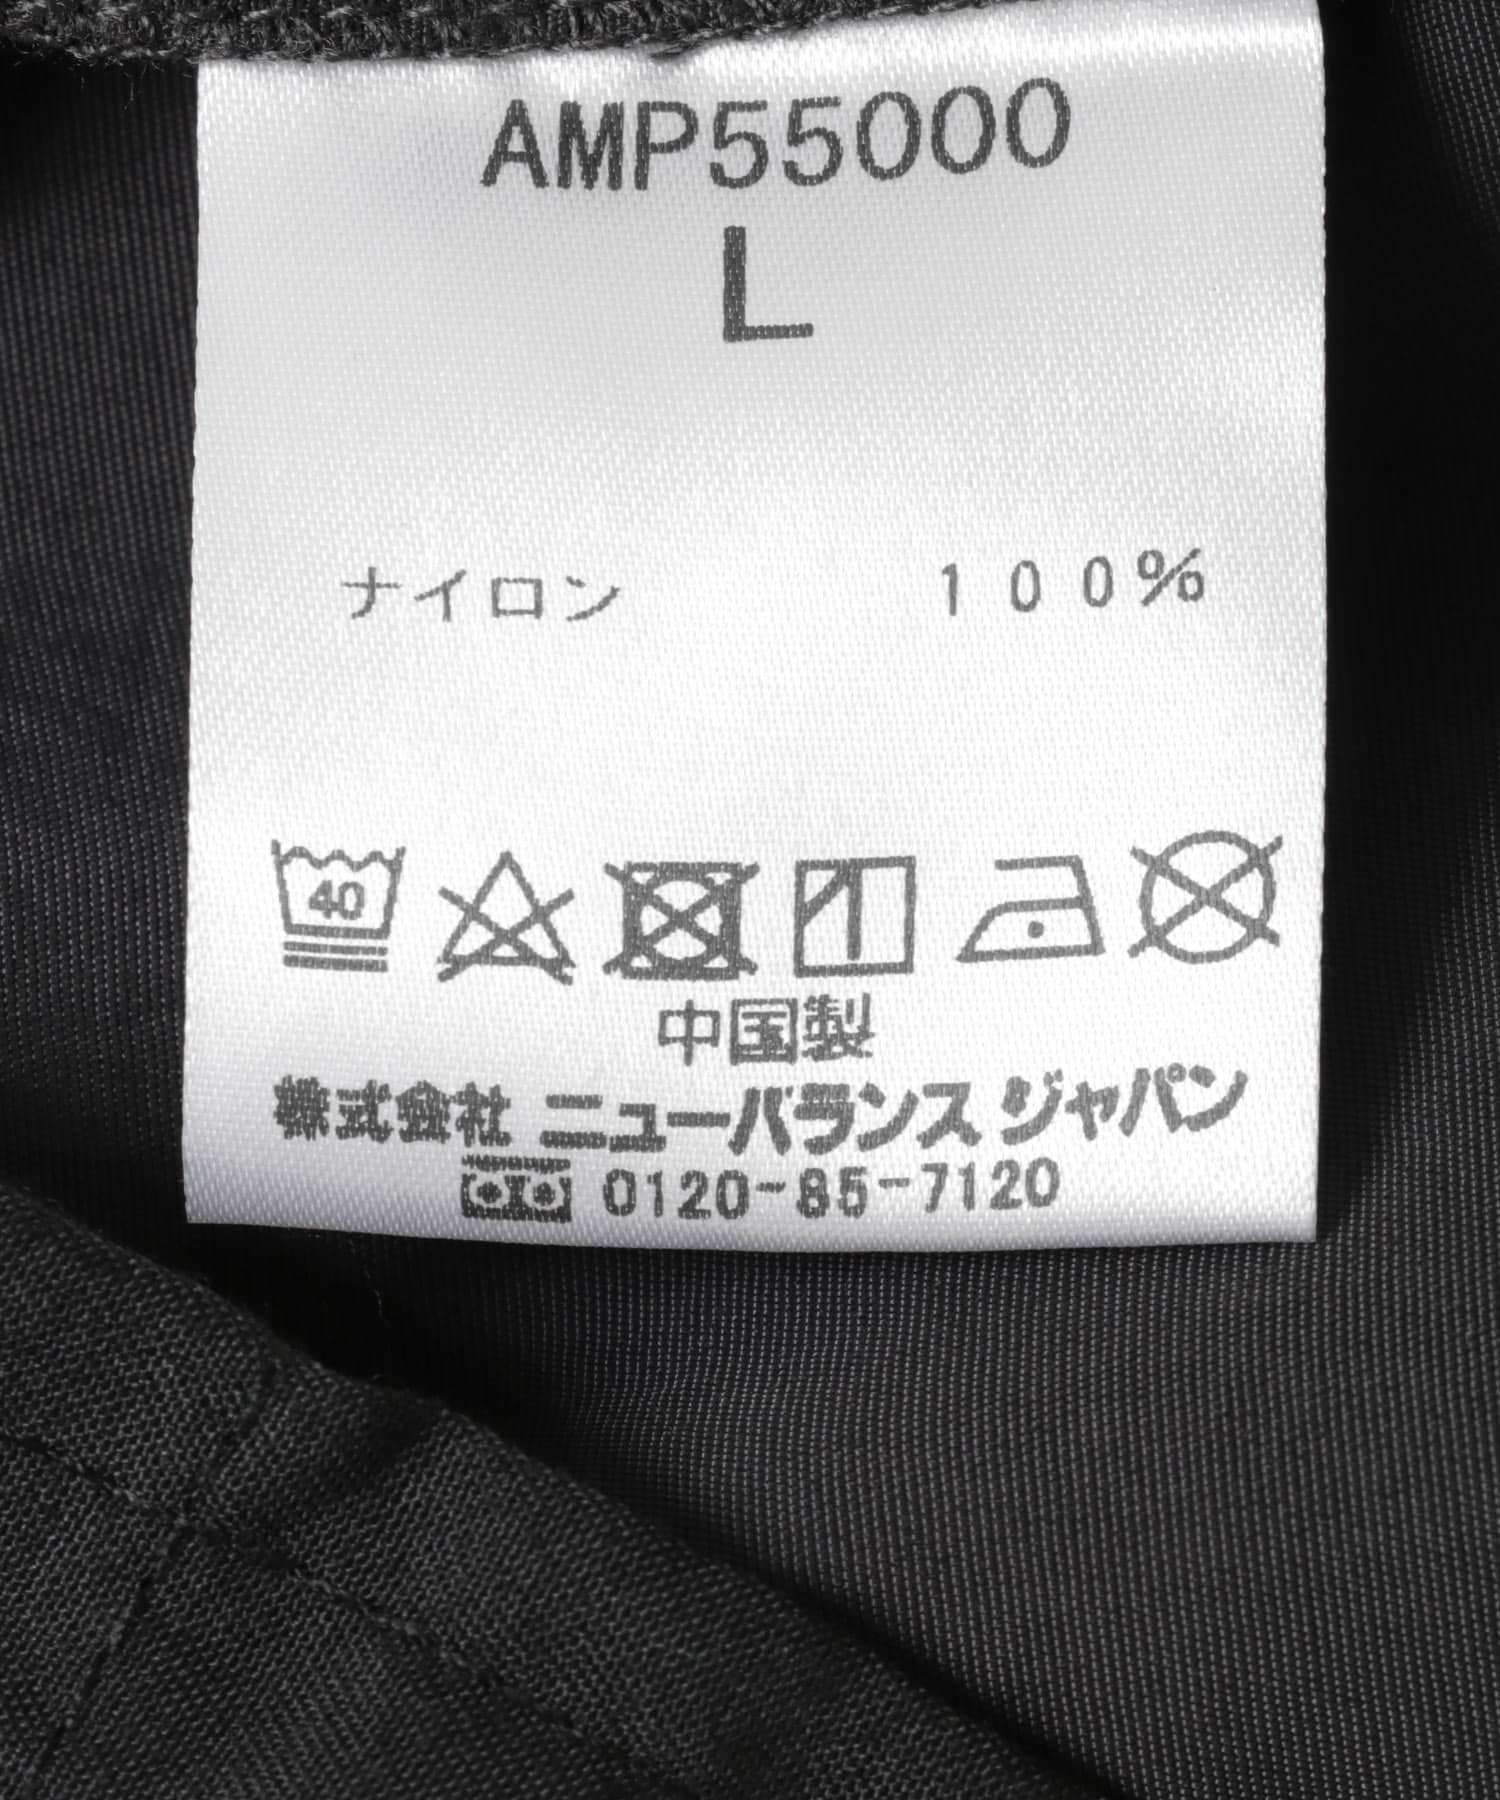 AMP55000
L
ナイロン 100%
40
中国製
株式会社 ニューバランス ジャパン
0120-85-7120